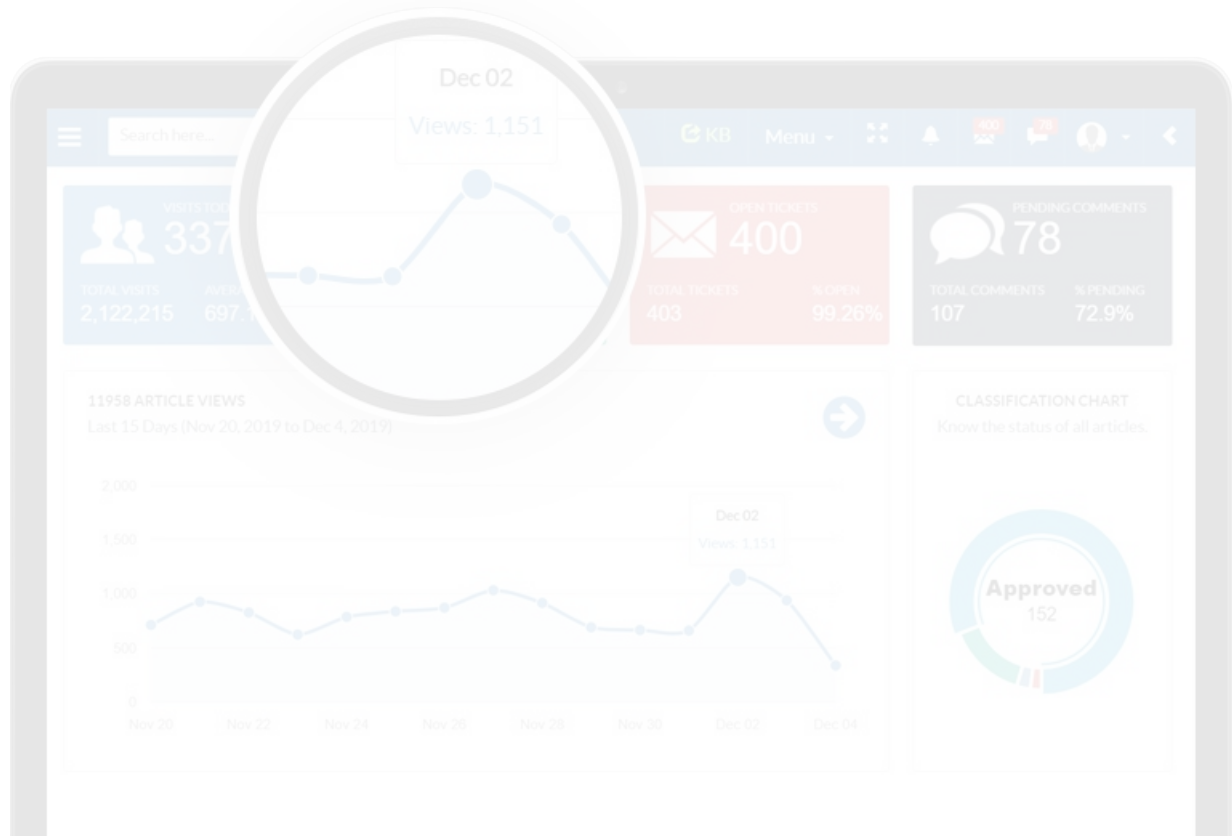 Dec 02
Views: 1,151
Search here...
KB
Menu
400
78
VISITS
337
TOTAL VISITS
2,122,215
697.1
OPEN TICKETS
400
TOTAL TICKETS
% OPEN
403
99.26%
PENDING COMMENTS
78
TOTAL COMMENTS
% PENDING
107
72.9%
11958 ARTICLE VIEWS
Last 15 Days (Nov 20, 2019 to Dec 4, 2019)
2,000
1,500
1,000
500
0
Dec 02
Views: 1,151
Nov 20 Nov 22 Nov 24 Nov 26 Nov 28 Nov 30 Dec 02 Dec 04
CLASSIFICATION CHART
Know the status of all articles.
Approved
152